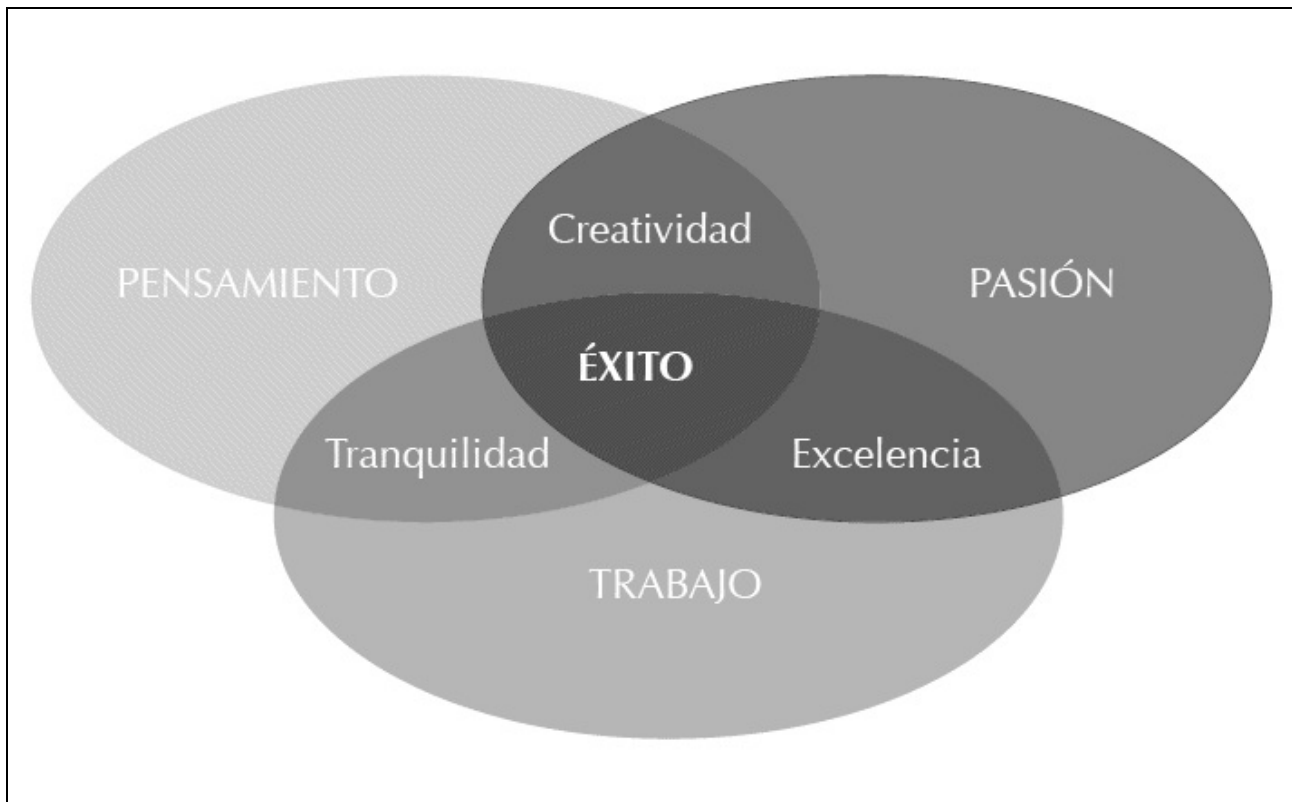 Creatividad
PENSAMIENTO
PASIÓN
ÉXITO
Tranquilidad
Excelencia
TRABAJO